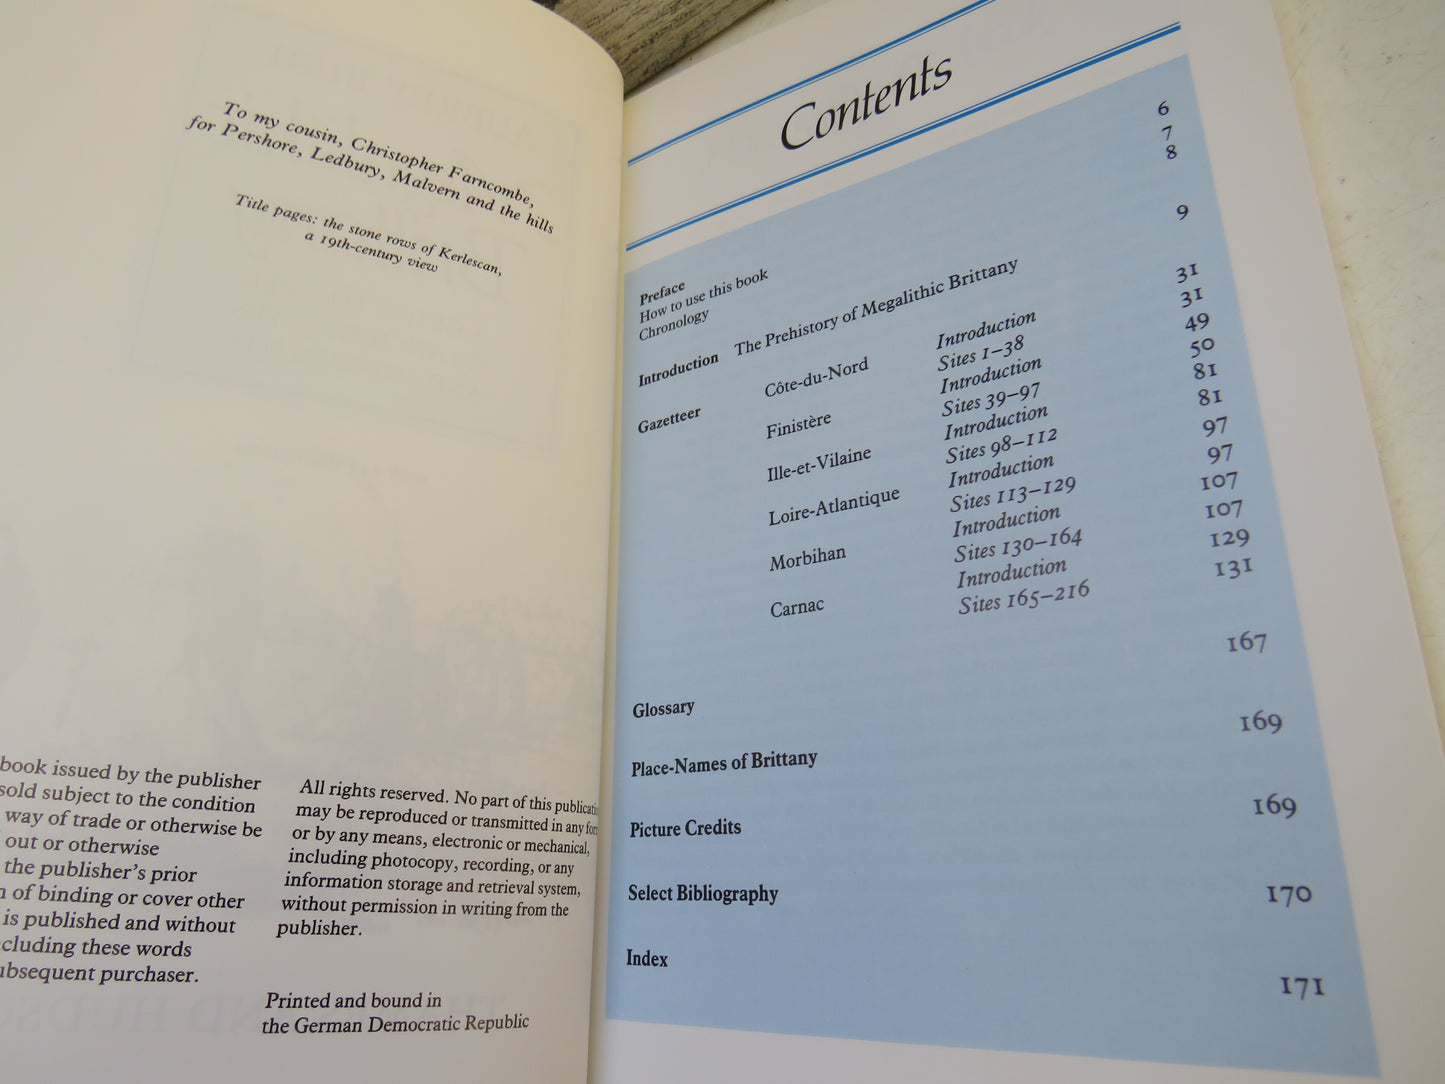 To my cousin, Christopher Farncombe,
for Pershore, Ledbury, Malvern and the hills
Title pages: the stone rows of Kerlescan,
a 19th-century view
book issued by the publisher
sold subject to the condition
way of trade or otherwise be
out or otherwise
the publisher's prior
of binding or cover other
is published and without
cluding these words
ubsequent purchaser.
All rights reserved. No part of this publicatio
may be reproduced or transmitted in any for
or by any means, electronic or mechanical,
including photocopy, recording, or any
information storage and retrieval system,
without permission in writing from the
publisher.
Printed and bound in
the German Democratic Republic
Contents
Preface 6
How to use this book 7
Chronology 8
Introduction The Prehistory of Megalithic Brittany 9
Gazetteer Côte-du-Nord Introduction 31
Sites 1–38 31
Finistère Introduction 49
Sites 39–97 50
Ille-et-Vilaine Introduction 81
Sites 98–112 81
Loire-Atlantique Introduction 97
Sites 113–129 97
Morbihan Introduction 107
Sites 130–164 107
Carnac Introduction 129
Sites 165–216 131
Glossary 167
Place-Names of Brittany 169
Picture Credits 169
Select Bibliography 170
Index 171